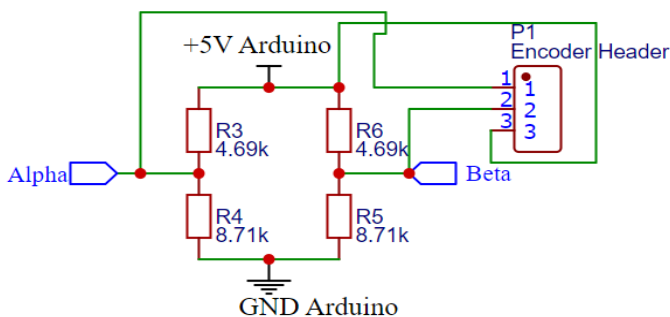 P1
Encoder Header
+5V Arduino
1 1
2 2
3 3
R3
4.69k
R6
4.69k
Alpha
Beta
R4
8.71k
R5
8.71k
GND Arduino